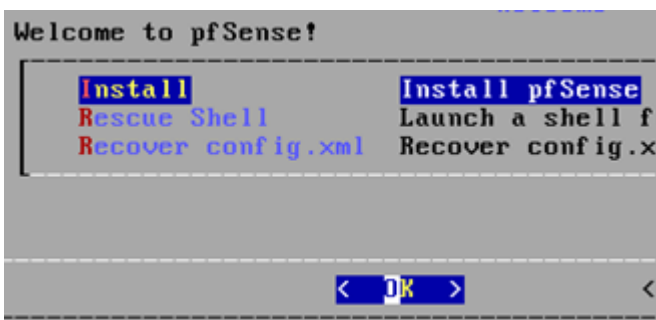 Welcome to pfSense!
Install Install pfSense
Rescue Shell Launch a shell f
Recover config.xml Recover config.x
< OK > <